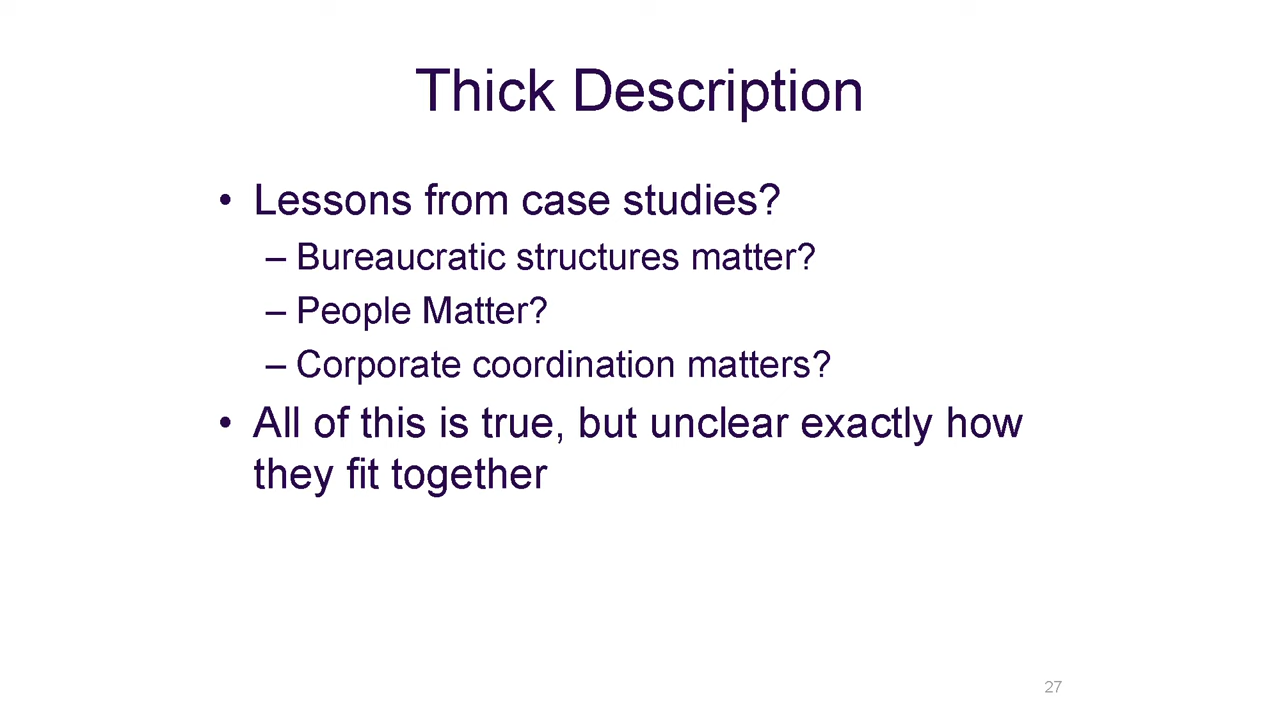 Thick Description
• Lessons from case studies?
– Bureaucratic structures matter?
– People Matter?
– Corporate coordination matters?
• All of this is true, but unclear exactly how
they fit together
27